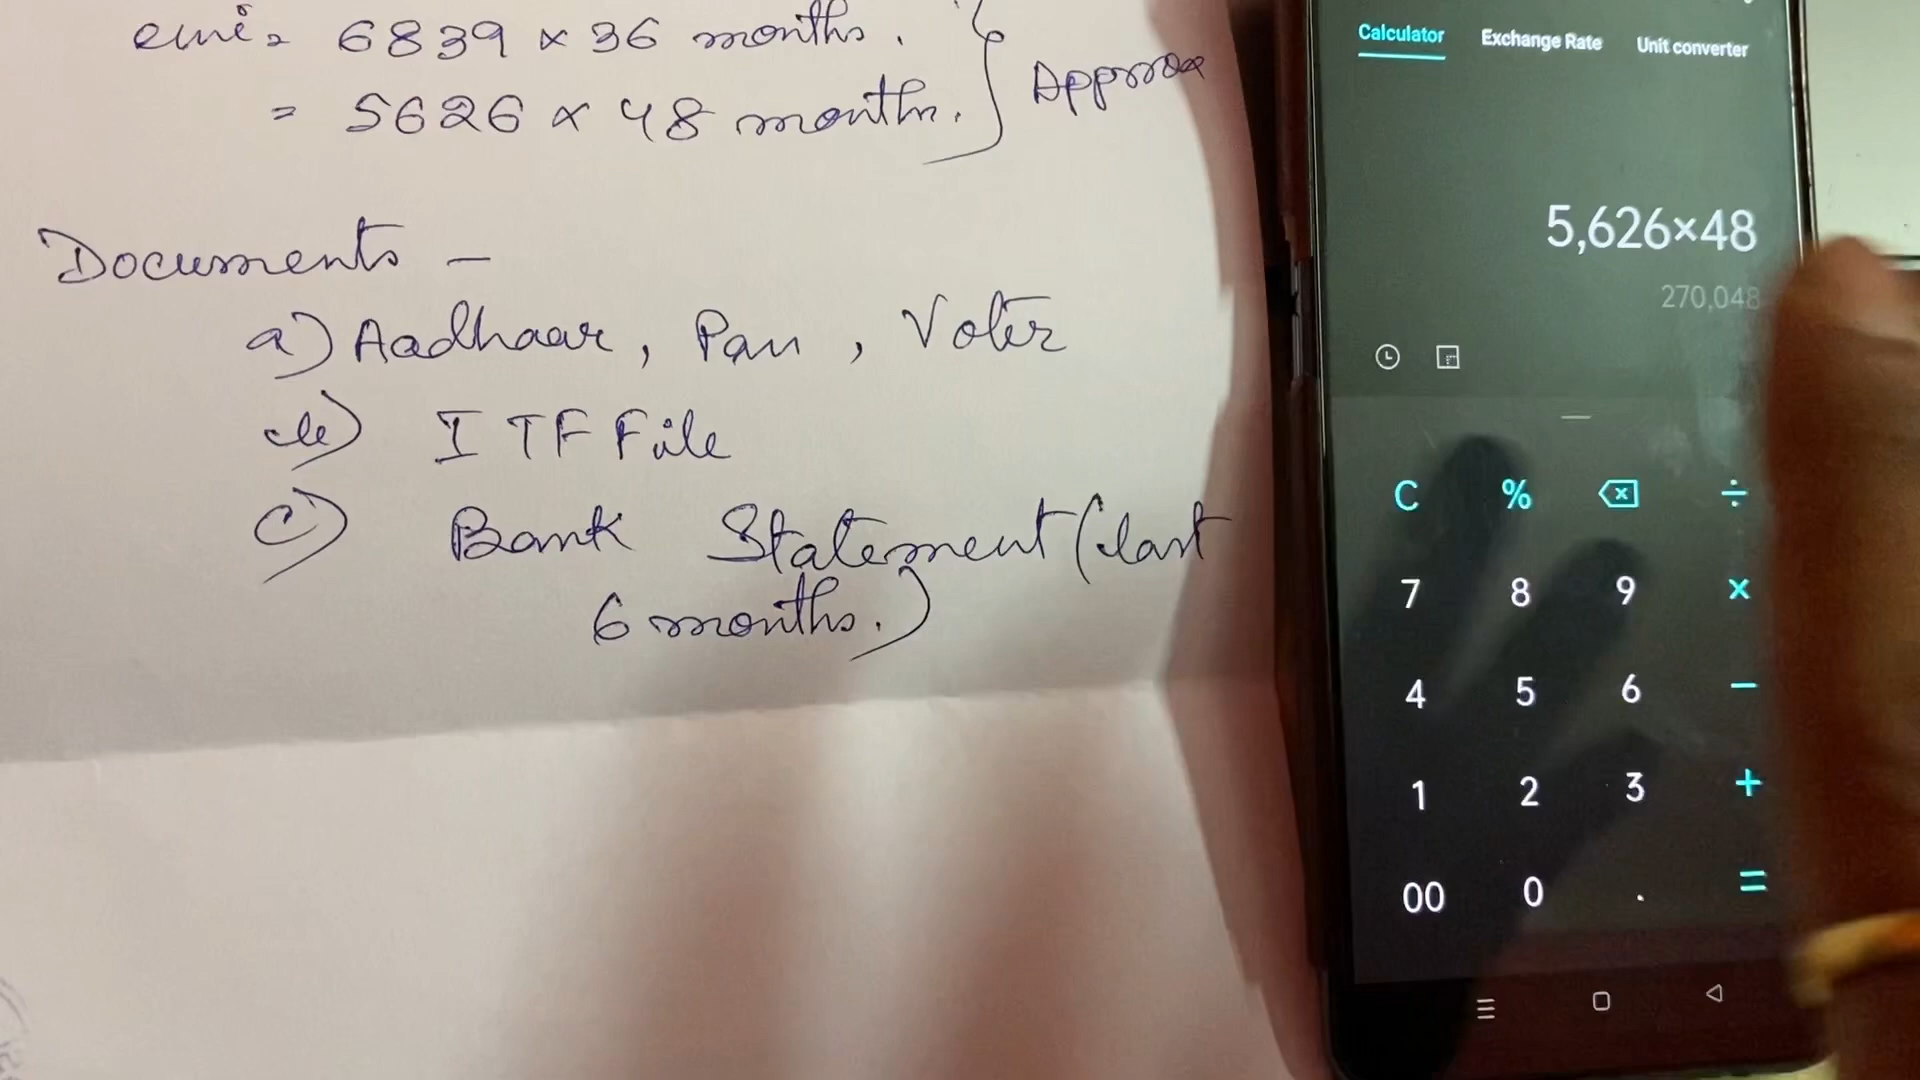 emi = 6839 × 36 months.
= 5626 × 48 months. } Approx
Documents -
a) Aadhaar, Pan, Voter
b) ITF File
c) Bank Statement (last
6 months.)
Calculator Exchange Rate Unit converter
5,626×48
270,048
C % ÷
7 8 9 ×
4 5 6 −
1 2 3 +
00 0 . =